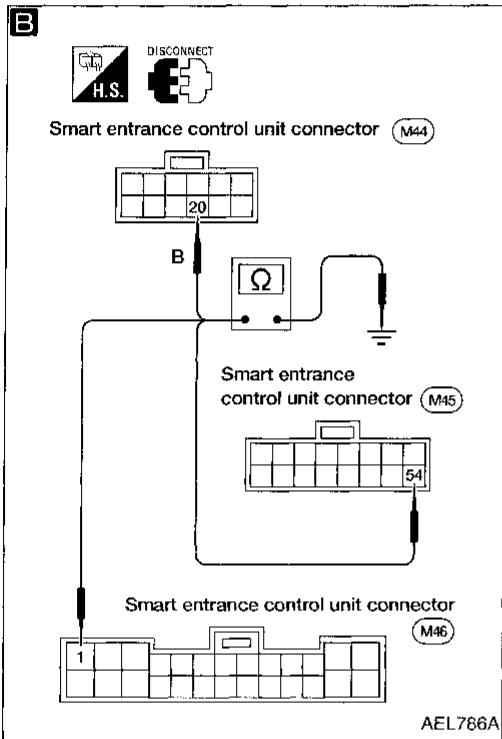 B
DISCONNECT
H.S.
Smart entrance control unit connector M44
20
B
Ω
Smart entrance
control unit connector M45
54
Smart entrance control unit connector
M46
1
AEL786A